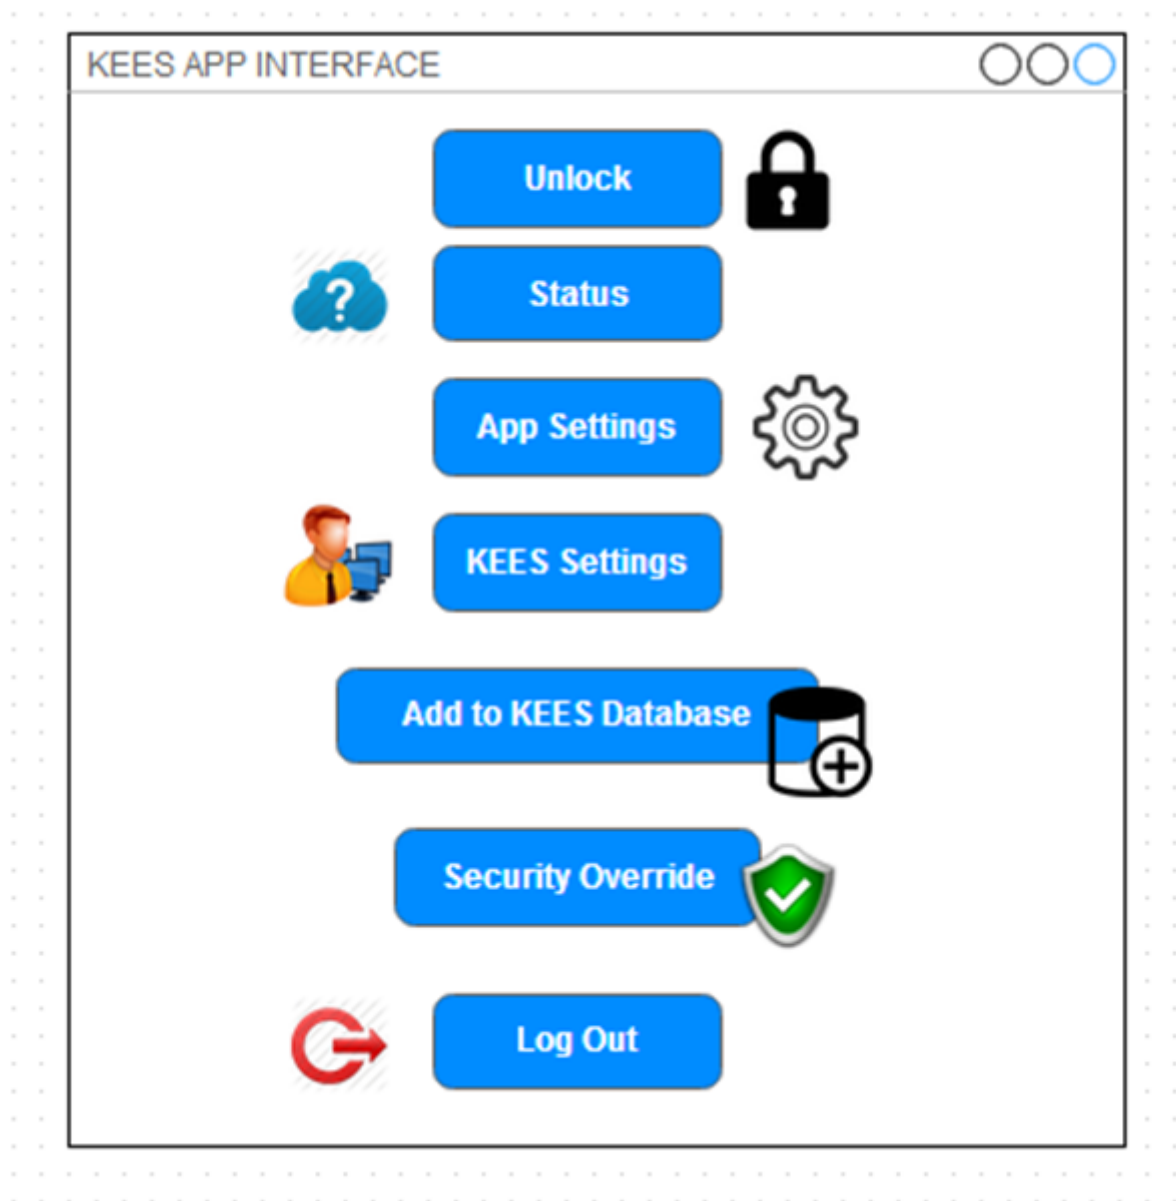 KEES APP INTERFACE
Unlock
?
Status
App Settings
KEES Settings
Add to KEES Database
Security Override
Log Out